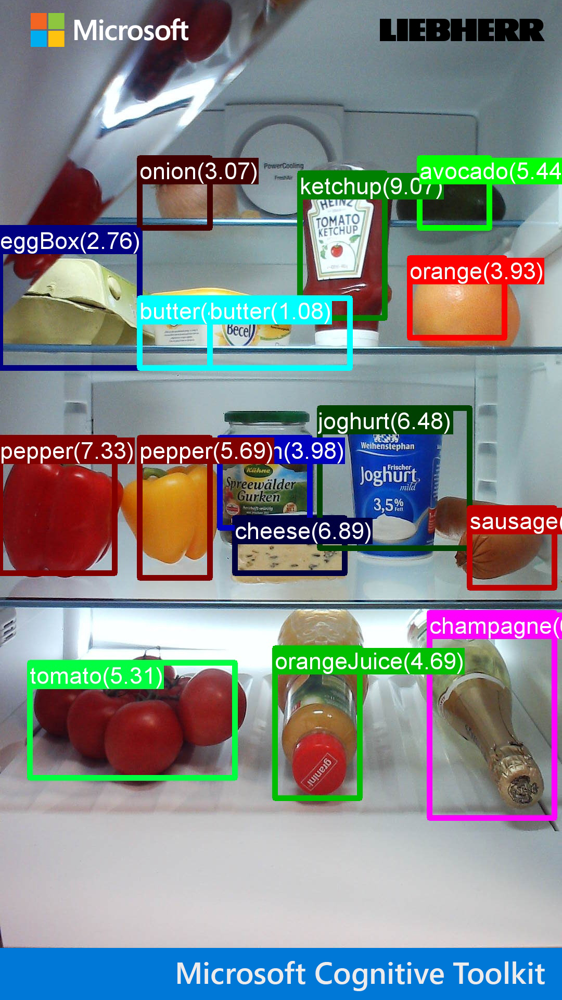 Microsoft
LIEBHERR
PowerCooling
FreshAir
onion(3.07)
avocado(5.44
ketchup(9.07)
HEINZ
TOMATO
KETCHUP
eggBox(2.76)
orange(3.93)
butter(
butter(1.08)
Becel
joghurt(6.48)
Weihenstephan
Frischer
Joghurt
mild
3,5%
Fett
pepper(7.33)
pepper(5.69)
n(3.98)
Kühne
Spreewälder
Gurken
herzhaft-würzig
cheese(6.89)
sausage(
champagne(
orangeJuice(4.69)
tomato(5.31)
granini
Microsoft Cognitive Toolkit